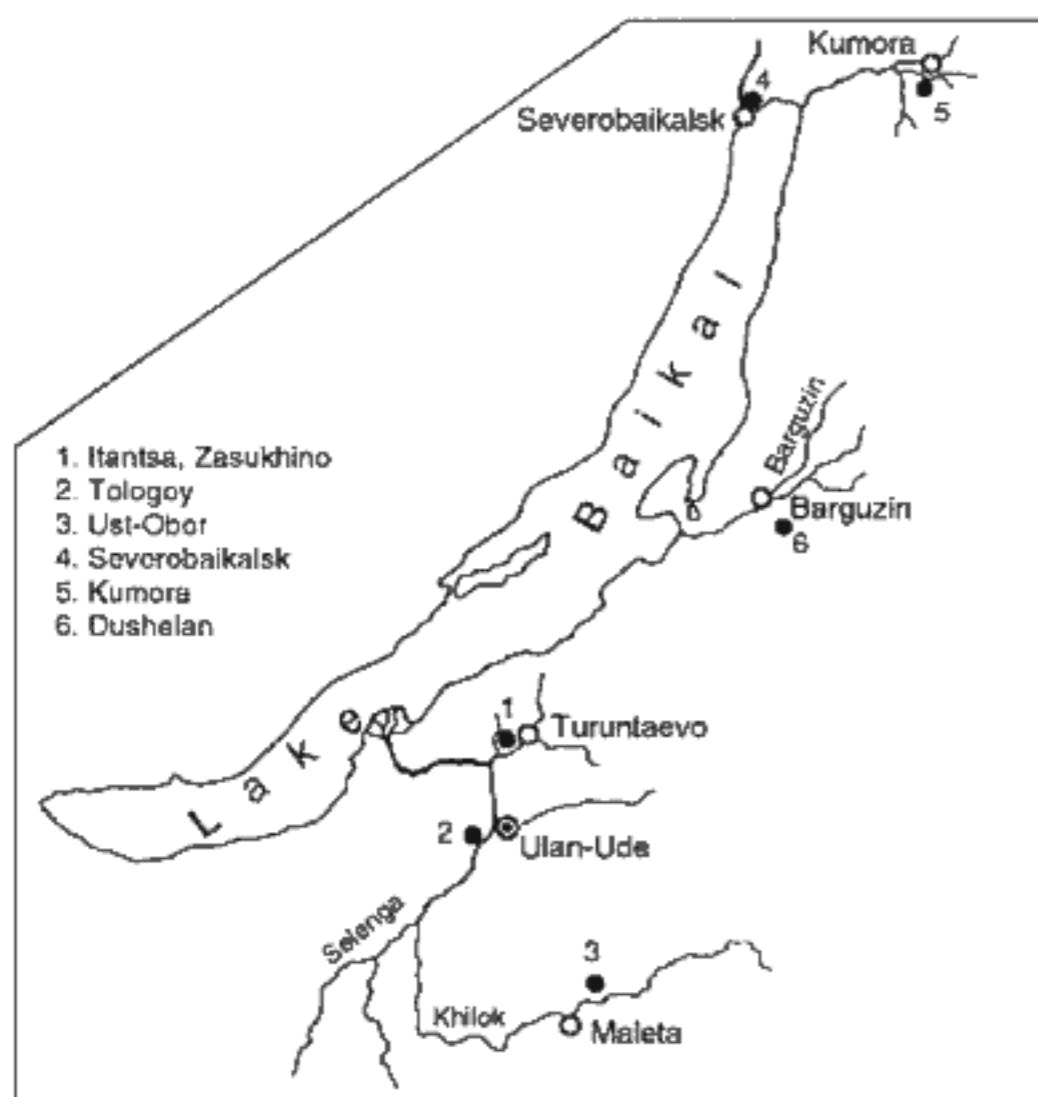 Kumora
4
Severobaikalsk
5
Lake Baikal
Barguzin
1. Itantsa, Zasukhino
2. Tologoy
3. Ust-Obor
4. Severobaikalsk
5. Kumora
6. Dushelan
Barguzin
6
1
Turuntaevo
2
Ulan-Ude
Selenga
3
Khilok
Maleta